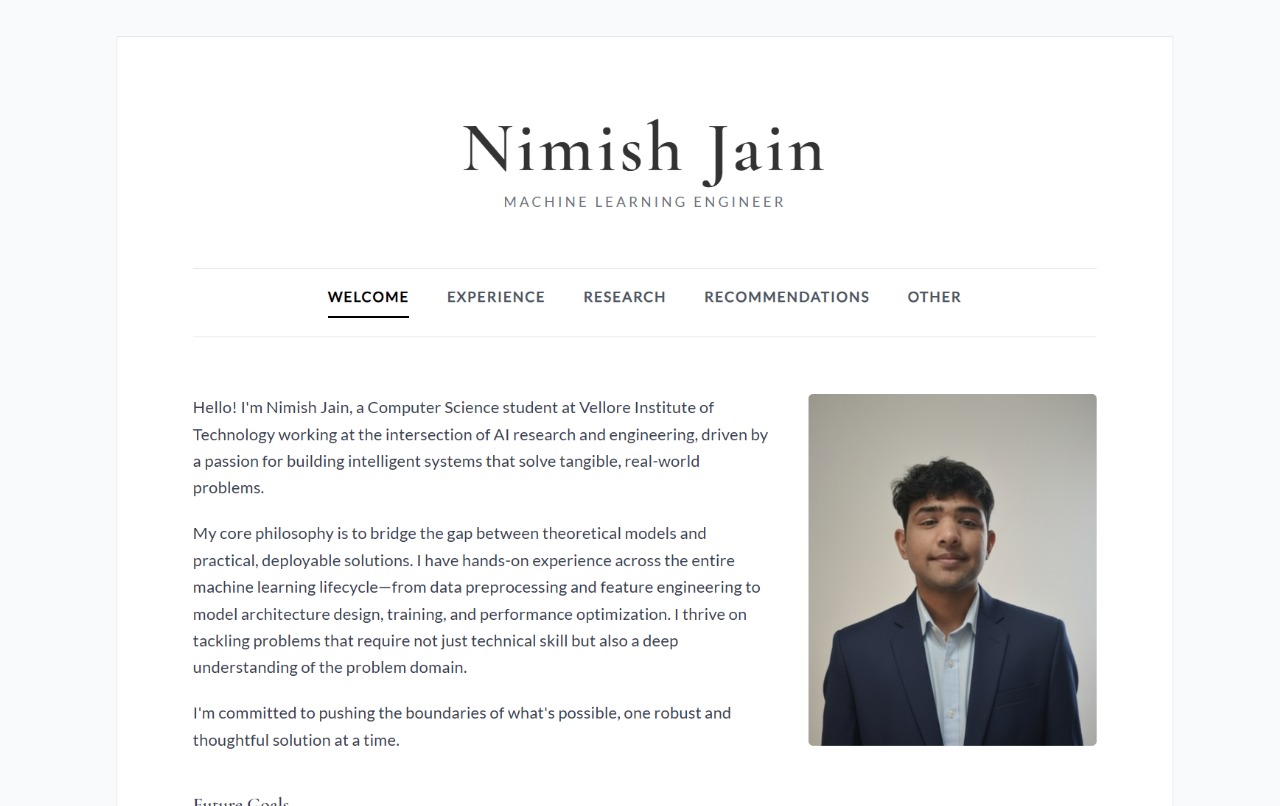 Nimish Jain
MACHINE LEARNING ENGINEER
WELCOME EXPERIENCE RESEARCH RECOMMENDATIONS OTHER
Hello! I'm Nimish Jain, a Computer Science student at Vellore Institute of
Technology working at the intersection of AI research and engineering, driven by
a passion for building intelligent systems that solve tangible, real-world
problems.
My core philosophy is to bridge the gap between theoretical models and
practical, deployable solutions. I have hands-on experience across the entire
machine learning lifecycle—from data preprocessing and feature engineering to
model architecture design, training, and performance optimization. I thrive on
tackling problems that require not just technical skill but also a deep
understanding of the problem domain.
I'm committed to pushing the boundaries of what's possible, one robust and
thoughtful solution at a time.
Future Goals